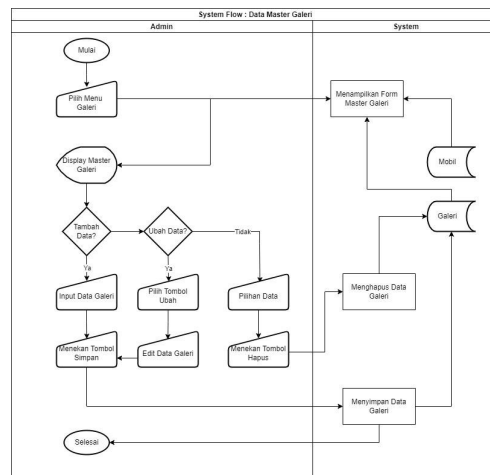 System Flow : Data Master Galeri
Admin
System
Mulai
Pilih Menu
Galeri
Menampilkan Form
Master Galeri
Display Master
Galeri
Mobil
Galeri
Tambah
Data?
Ubah Data?
Tidak
Ya
Ya
Input Data Galeri
Pilih Tombol
Ubah
Pilihan Data
Menghapus Data
Galeri
Menekan Tombol
Simpan
Edit Data Galeri
Menekan Tombol
Hapus
Menyimpan Data
Galeri
Selesai